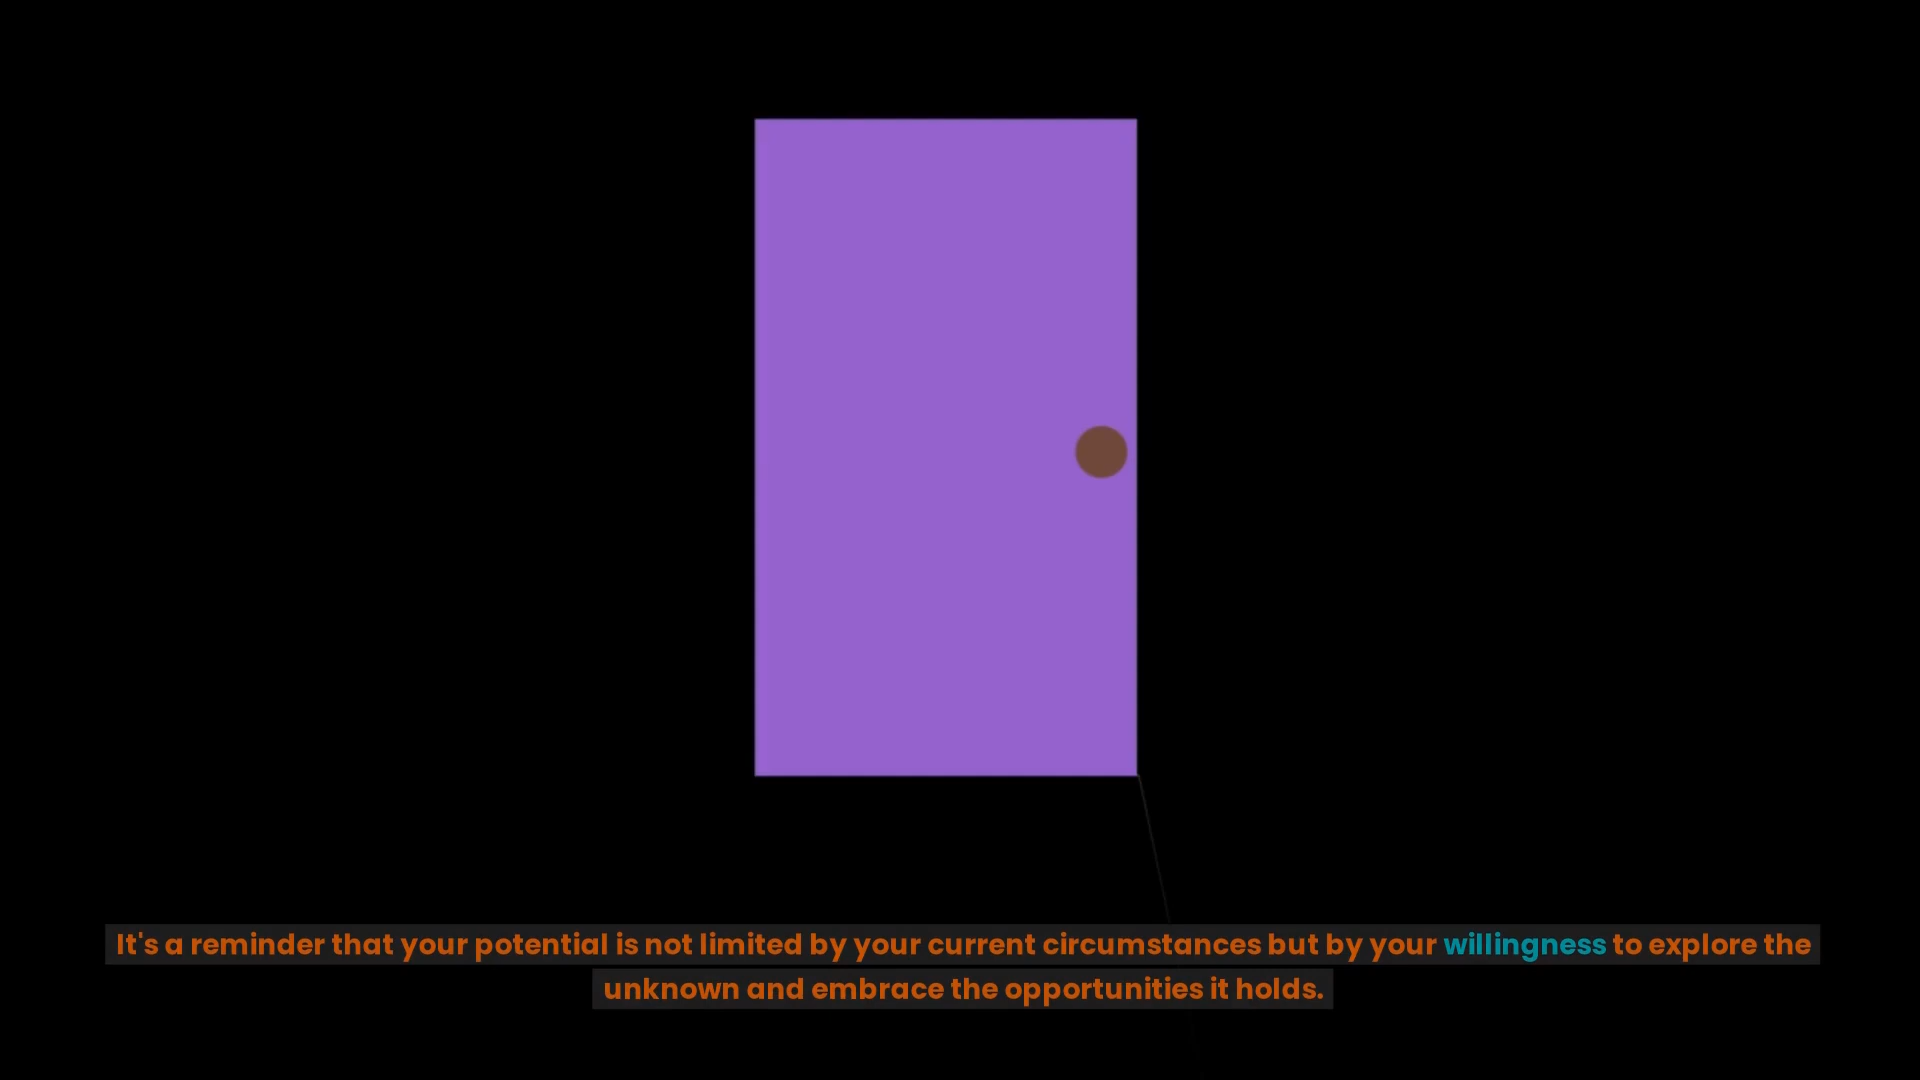 It's a reminder that your potential is not limited by your current circumstances but by your willingness to explore the
unknown and embrace the opportunities it holds.